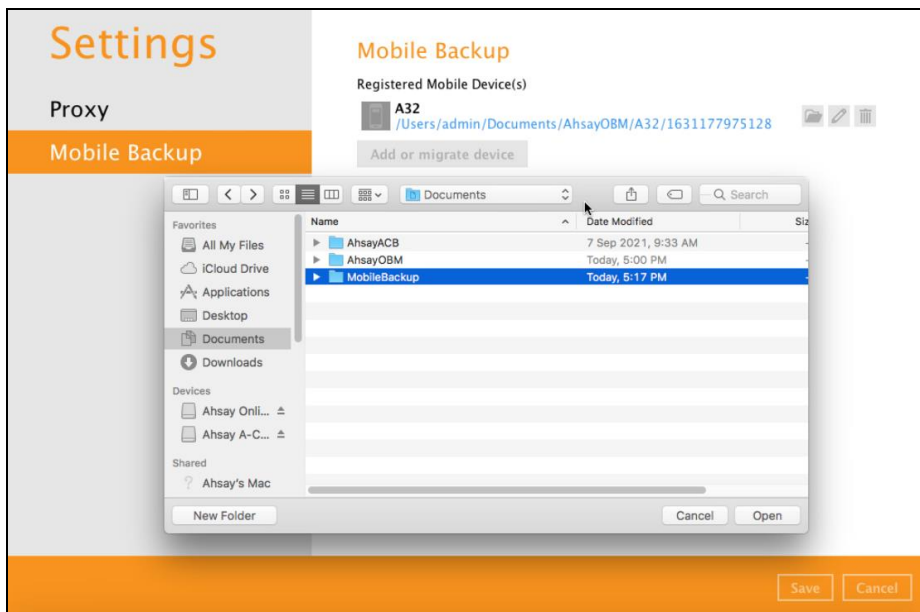 Settings
Proxy
Mobile Backup
Mobile Backup
Registered Mobile Device(s)
A32
/Users/admin/Documents/AhsayOBM/A32/1631177975128
Add or migrate device
Documents
Search
Favorites
All My Files
iCloud Drive
Applications
Desktop
Documents
Downloads
Devices
Ahsay Onli...
Ahsay A-C...
Shared
Ahsay's Mac
Name Date Modified Siz
AhsayACB 7 Sep 2021, 9:33 AM
AhsayOBM Today, 5:00 PM
MobileBackup Today, 5:17 PM
New Folder Cancel Open
Save Cancel